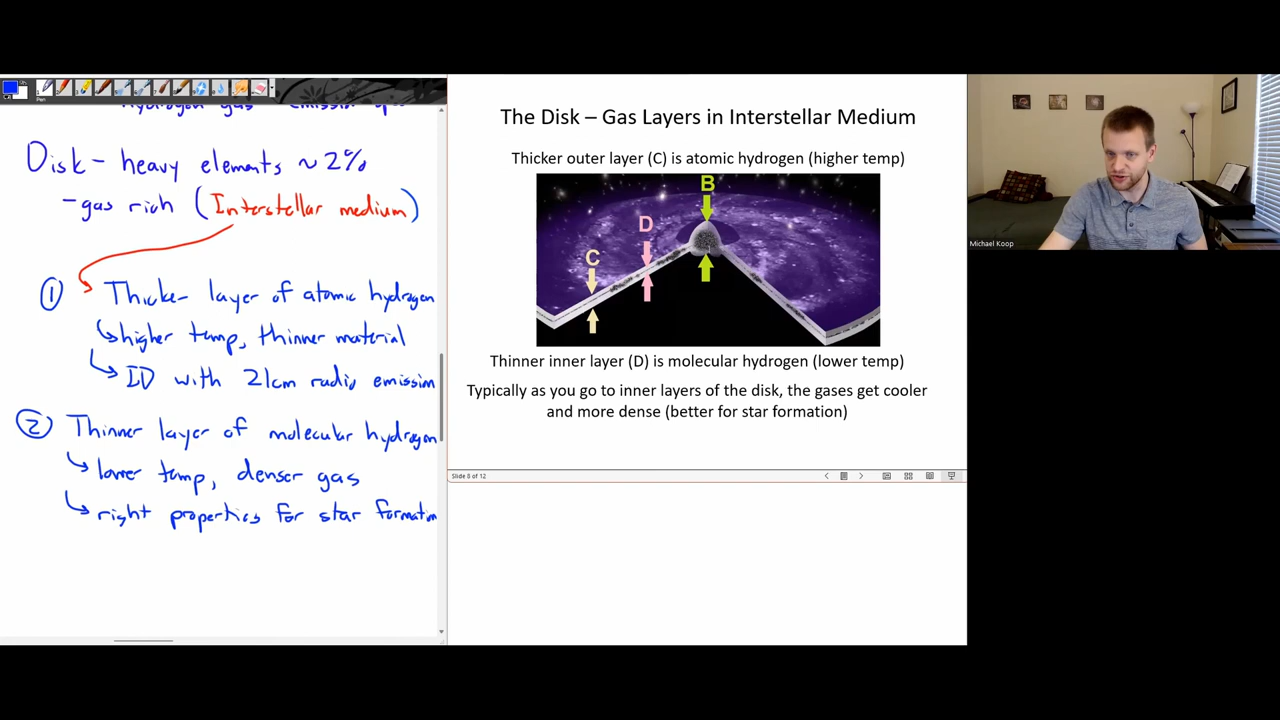 hydrogen gas
Pen
Disk - heavy elements ~2%
- gas rich (Interstellar medium)
① Thicker layer of atomic hydrogen
↳ higher temp, thinner material
↳ ID with 21cm radio emission
② Thinner layer of molecular hydrogen
↳ lower temp, denser gas
↳ right properties for star formation
The Disk – Gas Layers in Interstellar Medium
Thicker outer layer (C) is atomic hydrogen (higher temp)
B
D
C
Thinner inner layer (D) is molecular hydrogen (lower temp)
Typically as you go to inner layers of the disk, the gases get cooler
and more dense (better for star formation)
Slide 8 of 12
Michael Koop